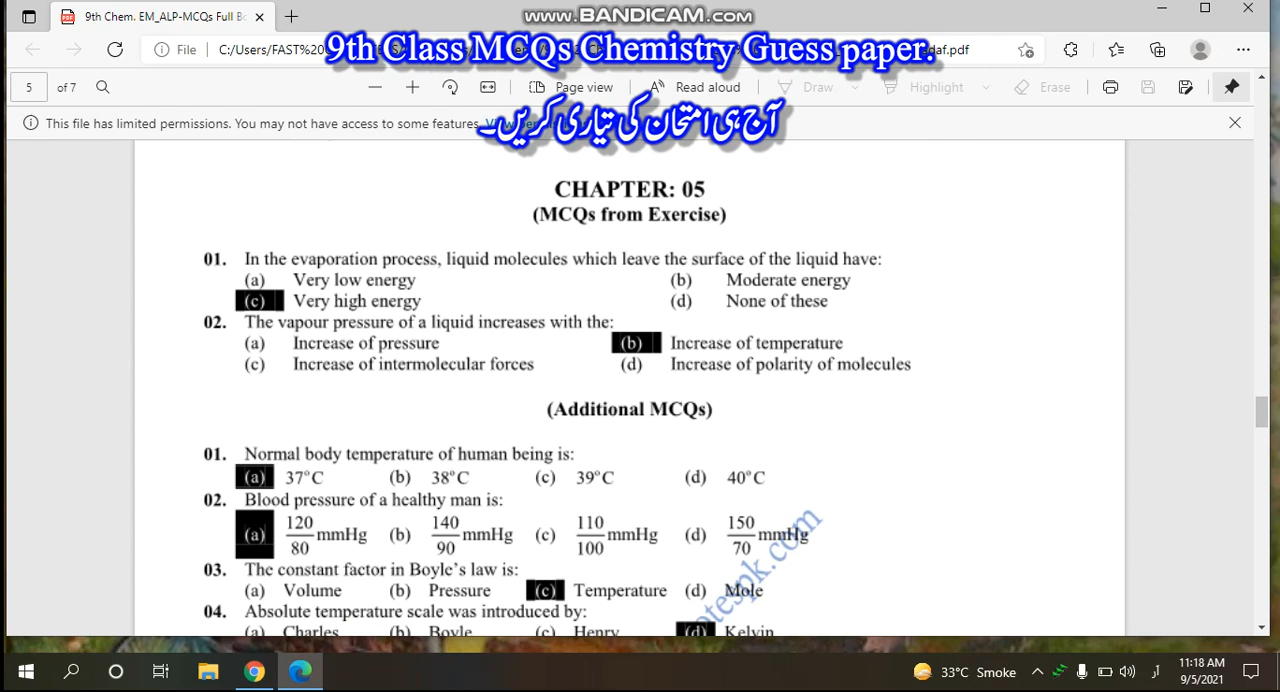 9th Chem. EM_ALP-MCQs Full Bo
www.BANDICAM.com
File C:/Users/FAST%20 edaf.pdf
9th Class MCQs Chemistry Guess paper.
5 of 7 Page view Read aloud Draw Highlight Erase
This file has limited permissions. You may not have access to some features.
آج ہی امتحان کی تیاری کریں۔
CHAPTER: 05
(MCQs from Exercise)
01. In the evaporation process, liquid molecules which leave the surface of the liquid have:
(a) Very low energy (b) Moderate energy
(c) Very high energy (d) None of these
02. The vapour pressure of a liquid increases with the:
(a) Increase of pressure (b) Increase of temperature
(c) Increase of intermolecular forces (d) Increase of polarity of molecules
(Additional MCQs)
01. Normal body temperature of human being is:
(a) 37°C (b) 38°C (c) 39°C (d) 40°C
02. Blood pressure of a healthy man is:
(a) 120/80 mmHg (b) 140/90 mmHg (c) 110/100 mmHg (d) 150/70 mmHg
03. The constant factor in Boyle's law is:
(a) Volume (b) Pressure (c) Temperature (d) Mole
04. Absolute temperature scale was introduced by:
(a) Charles (b) Boyle (c) Henry (d) Kelvin
otespk.com
33°C Smoke 11:18 AM
9/5/2021